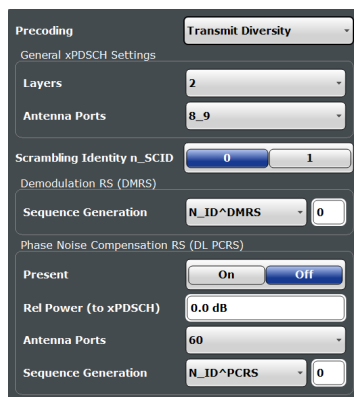 Precoding Transmit Diversity
General xPDSCH Settings
Layers 2
Antenna Ports 8_9
Scrambling Identity n_SCID 0 1
Demodulation RS (DMRS)
Sequence Generation N_ID^DMRS 0
Phase Noise Compensation RS (DL PCRS)
Present On Off
Rel Power (to xPDSCH) 0.0 dB
Antenna Ports 60
Sequence Generation N_ID^PCRS 0